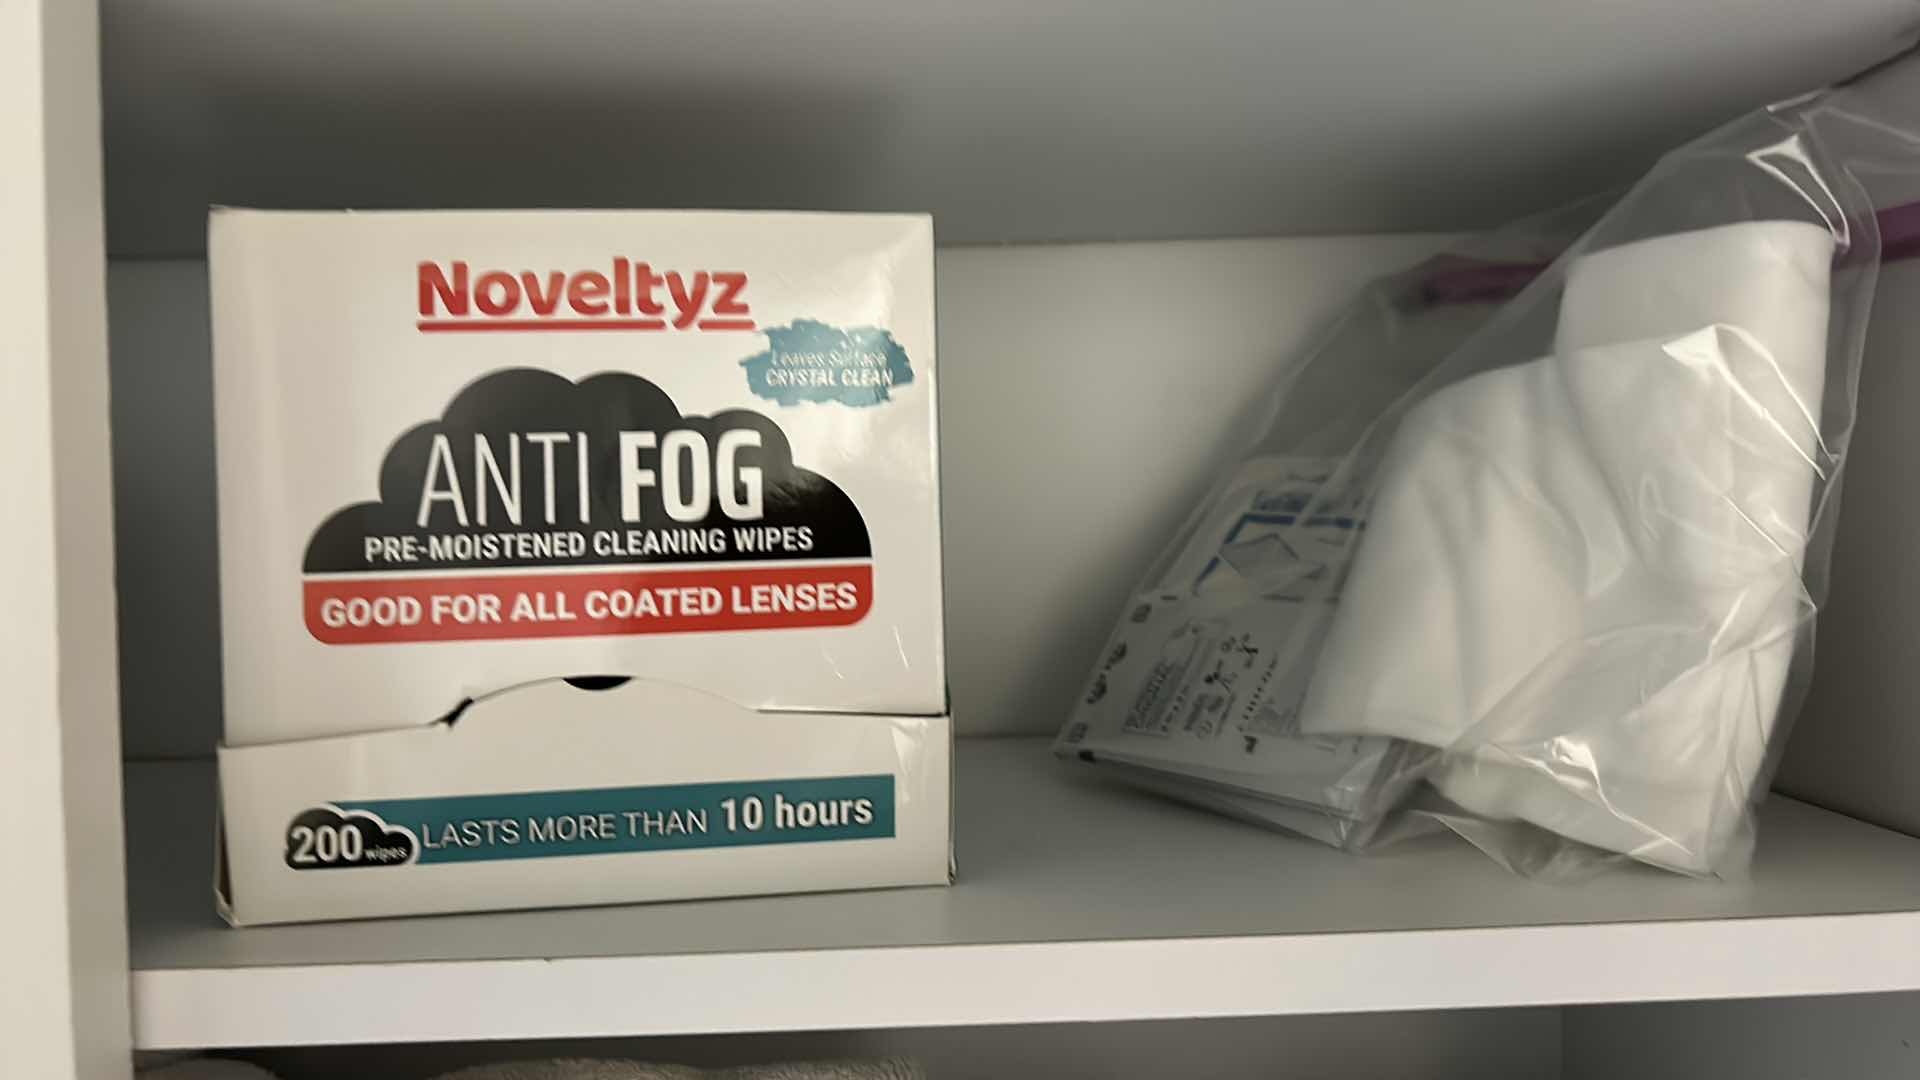 Noveltyz
Leaves Surface
CRYSTAL CLEAN
ANTI FOG
PRE-MOISTENED CLEANING WIPES
GOOD FOR ALL COATED LENSES
200 wipes
LASTS MORE THAN 10 hours